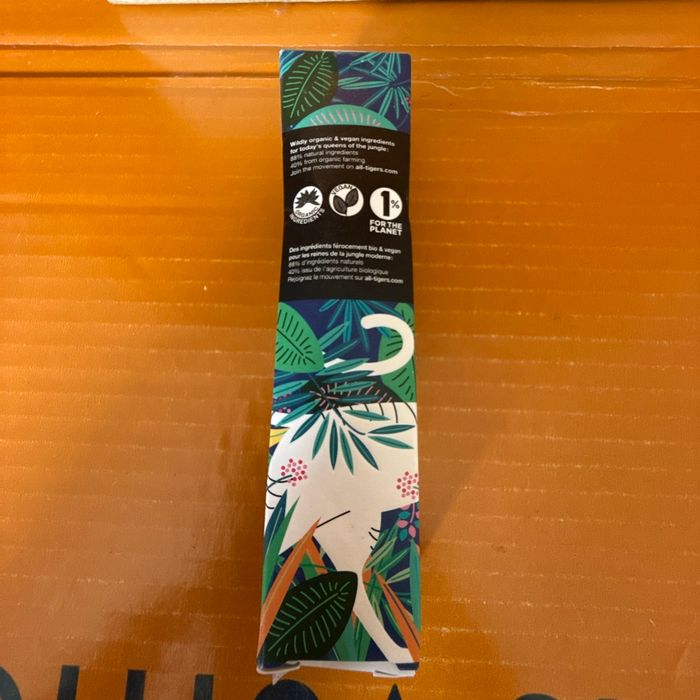 Wildly organic & vegan ingredients
for today's queens of the jungle:
88% natural ingredients
40% from organic farming
Join the movement on all-tigers.com
ORGANIC
INGREDIENTS
VEGAN
1%
FOR THE
PLANET
Des ingrédients férocement bio & vegan
pour les reines de la jungle moderne:
88% d'ingrédients naturels
40% issu de l'agriculture biologique
Rejoignez le mouvement sur all-tigers.com